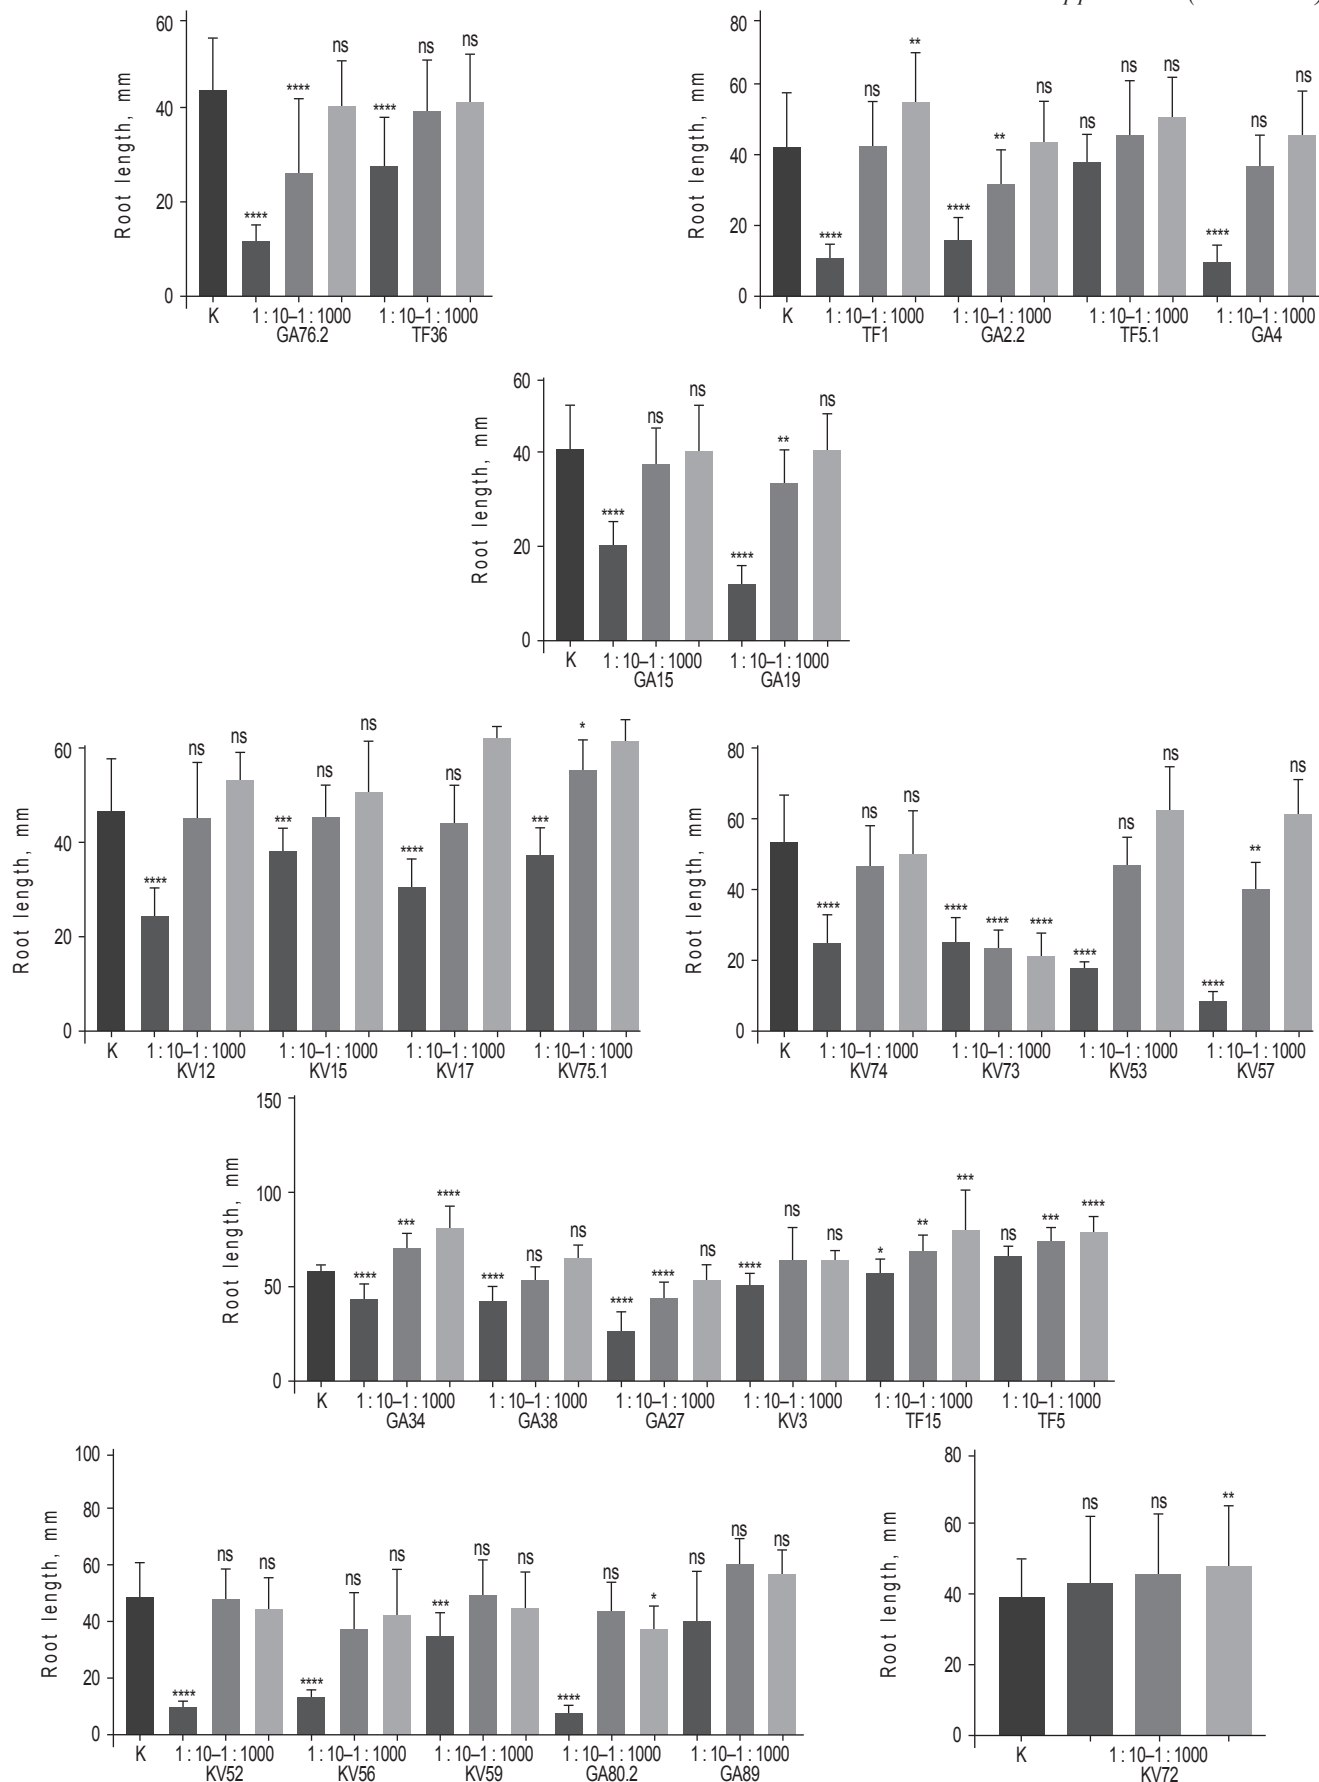 60
40
20
0
Root length, mm
****
****
ns
****
ns
ns
K
1:10–1:1000
1:10–1:1000
GA76.2
TF36
80
60
40
20
0
Root length, mm
****
ns
**
****
**
ns
ns
ns
ns
****
ns
ns
K
1:10–1:1000
1:10–1:1000
1:10–1:1000
1:10–1:1000
TF1
GA2.2
TF5.1
GA4
60
40
20
0
Root length, mm
****
ns
ns
****
**
ns
K
1:10–1:1000
1:10–1:1000
GA15
GA19
60
40
20
0
Root length, mm
****
ns
ns
***
ns
ns
****
ns
***
*
K
1:10–1:1000
1:10–1:1000
1:10–1:1000
1:10–1:1000
KV12
KV15
KV17
KV75.1
80
60
40
20
0
Root length, mm
****
ns
ns
****
****
****
****
ns
ns
****
**
ns
K
1:10–1:1000
1:10–1:1000
1:10–1:1000
1:10–1:1000
KV74
KV73
KV53
KV57
150
100
50
0
Root length, mm
****
***
****
****
ns
ns
****
****
ns
****
ns
ns
*
**
***
ns
***
****
K
1:10–1:1000
1:10–1:1000
1:10–1:1000
1:10–1:1000
1:10–1:1000
1:10–1:1000
GA34
GA38
GA27
KV3
TF15
TF5
100
80
60
40
20
0
Root length, mm
****
ns
ns
****
ns
ns
***
ns
ns
****
ns
*
ns
ns
ns
K
1:10–1:1000
1:10–1:1000
1:10–1:1000
1:10–1:1000
1:10–1:1000
KV52
KV56
KV59
GA80.2
GA89
80
60
40
20
0
Root length, mm
ns
ns
**
K
1:10–1:1000
KV72